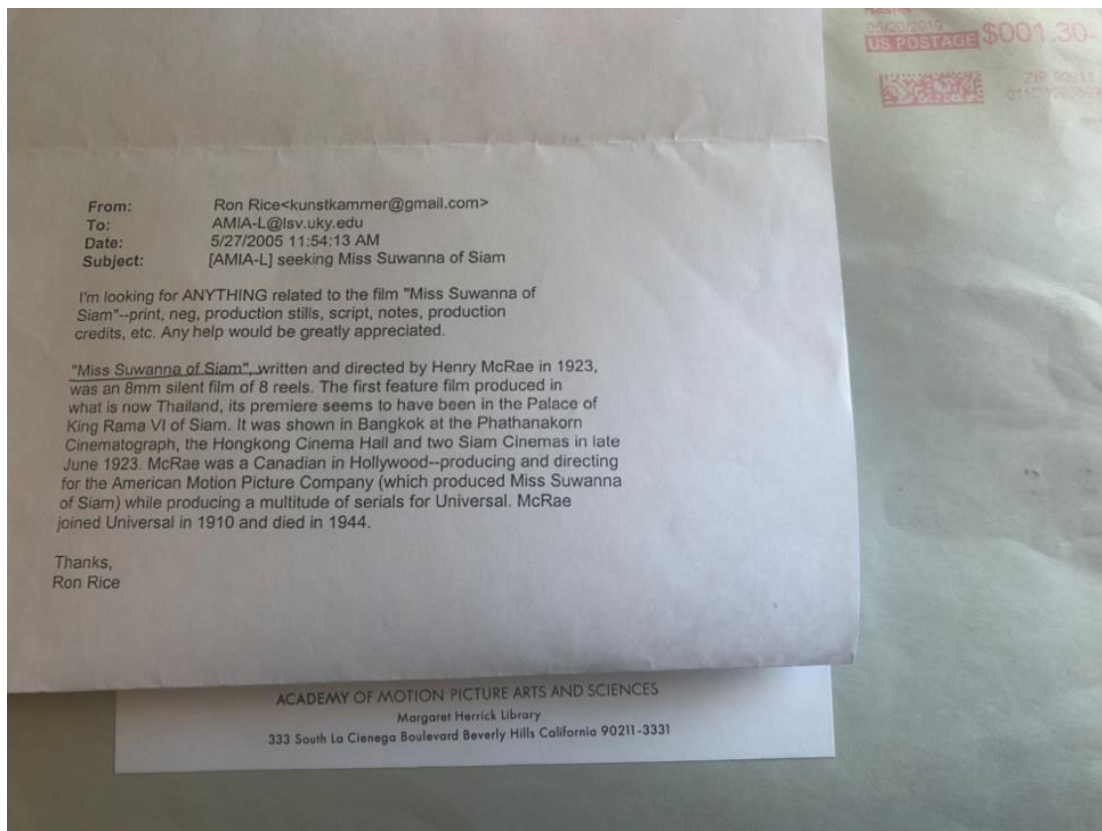 05/20/2019
US POSTAGE $001.30
ZIP 90211
From: Ron Rice<kunstkammer@gmail.com>
To: AMIA-L@lsv.uky.edu
Date: 5/27/2005 11:54:13 AM
Subject: [AMIA-L] seeking Miss Suwanna of Siam
I'm looking for ANYTHING related to the film "Miss Suwanna of
Siam"--print, neg, production stills, script, notes, production
credits, etc. Any help would be greatly appreciated.
"Miss Suwanna of Siam", written and directed by Henry McRae in 1923,
was an 8mm silent film of 8 reels. The first feature film produced in
what is now Thailand, its premiere seems to have been in the Palace of
King Rama VI of Siam. It was shown in Bangkok at the Phathanakorn
Cinematograph, the Hongkong Cinema Hall and two Siam Cinemas in late
June 1923. McRae was a Canadian in Hollywood--producing and directing
for the American Motion Picture Company (which produced Miss Suwanna
of Siam) while producing a multitude of serials for Universal. McRae
joined Universal in 1910 and died in 1944.
Thanks,
Ron Rice
ACADEMY OF MOTION PICTURE ARTS AND SCIENCES
Margaret Herrick Library
333 South La Cienega Boulevard Beverly Hills California 90211-3331